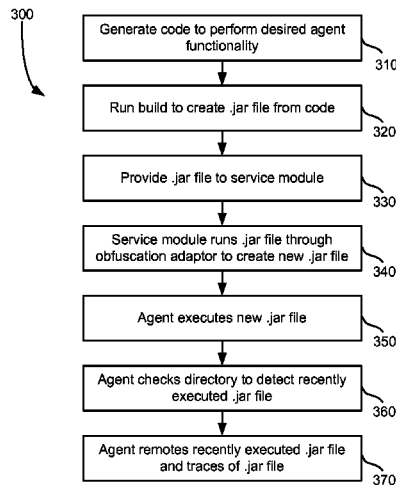 300
Generate code to perform desired agent
functionality
310
Run build to create .jar file from code
320
Provide .jar file to service module
330
Service module runs .jar file through
obfuscation adaptor to create new .jar file
340
Agent executes new .jar file
350
Agent checks directory to detect recently
executed .jar file
360
Agent remotes recently executed .jar file
and traces of .jar file
370